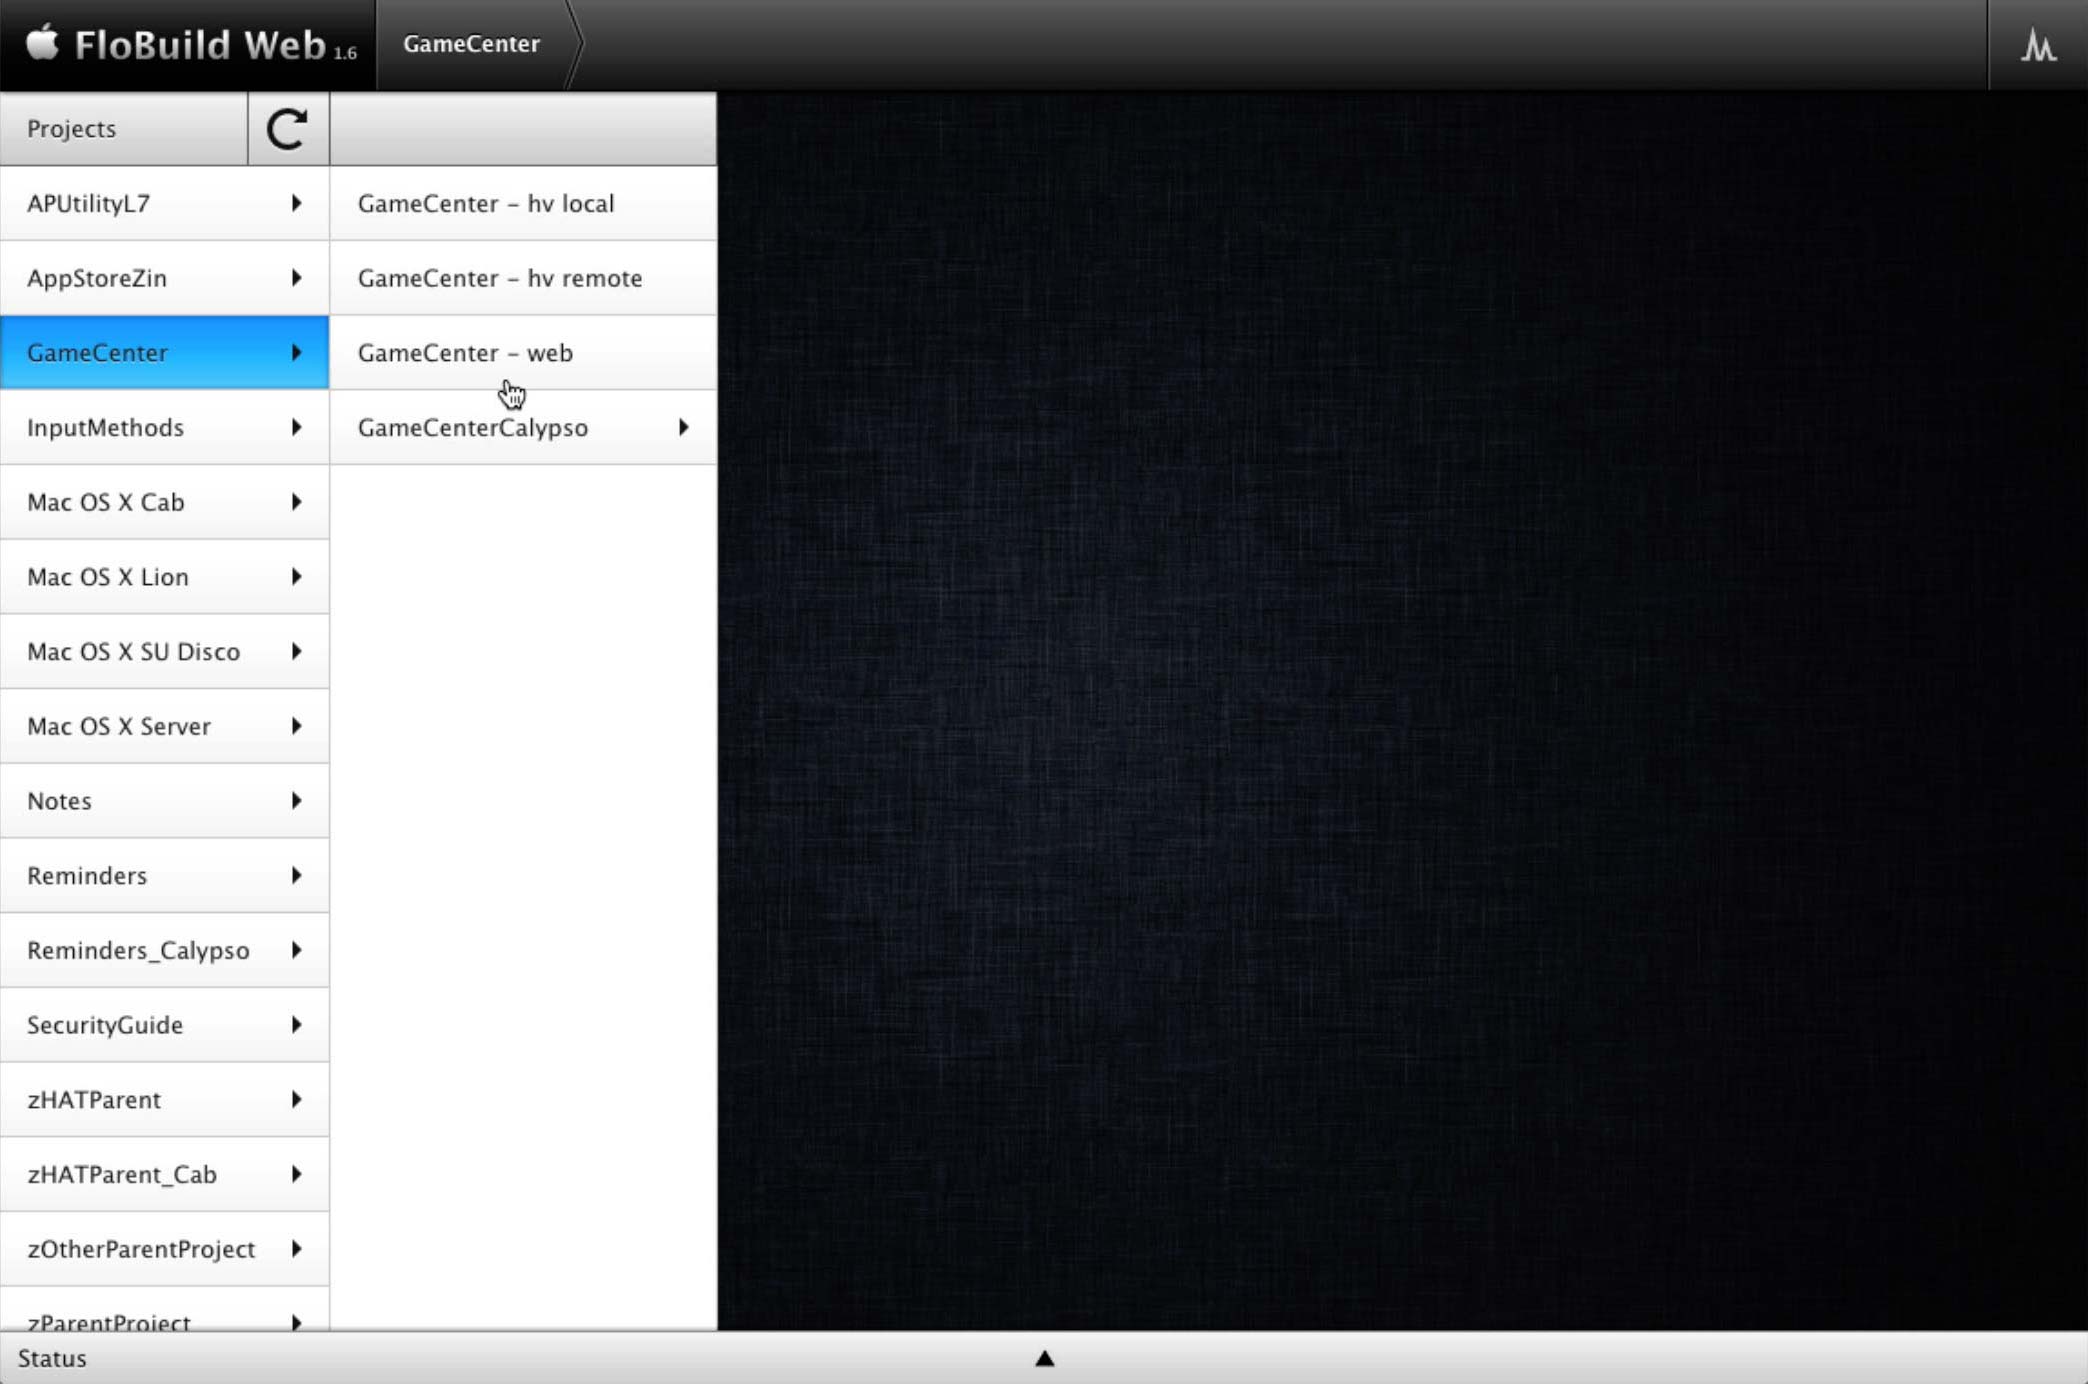 FloBuild Web 1.6
GameCenter
Projects
APUtilityL7
AppStoreZin
GameCenter
InputMethods
Mac OS X Cab
Mac OS X Lion
Mac OS X SU Disco
Mac OS X Server
Notes
Reminders
Reminders_Calypso
SecurityGuide
zHATParent
zHATParent_Cab
zOtherParentProject
zParentProject
GameCenter – hv local
GameCenter – hv remote
GameCenter – web
GameCenterCalypso
Status